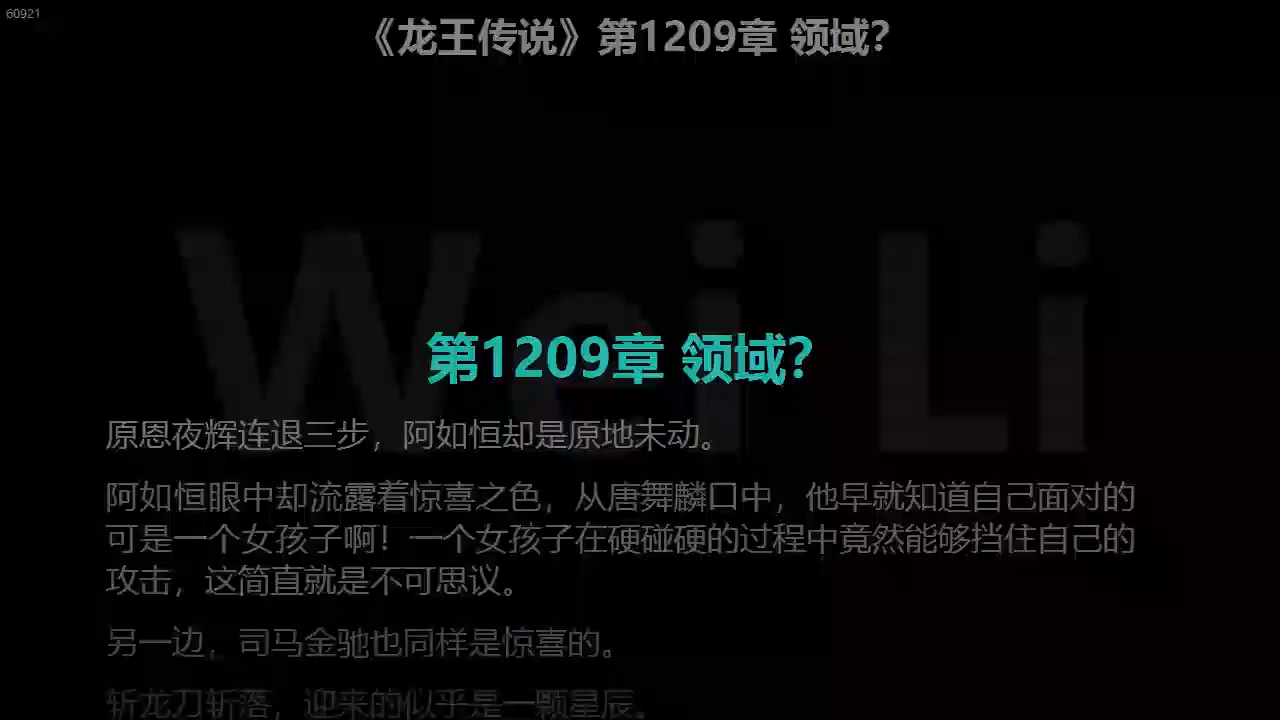 60921
《龙王传说》第1209章 领域？
Wei Li
第1209章 领域？
原恩夜辉连退三步，阿如恒却是原地未动。
阿如恒眼中却流露着惊喜之色，从唐舞麟口中，他早就知道自己面对的
可是一个女孩子啊！一个女孩子在硬碰硬的过程中竟然能够挡住自己的
攻击，这简直就是不可思议。
另一边，司马金驰也同样是惊喜的。
斩龙刀斩落，迎来的似乎是一颗星辰。